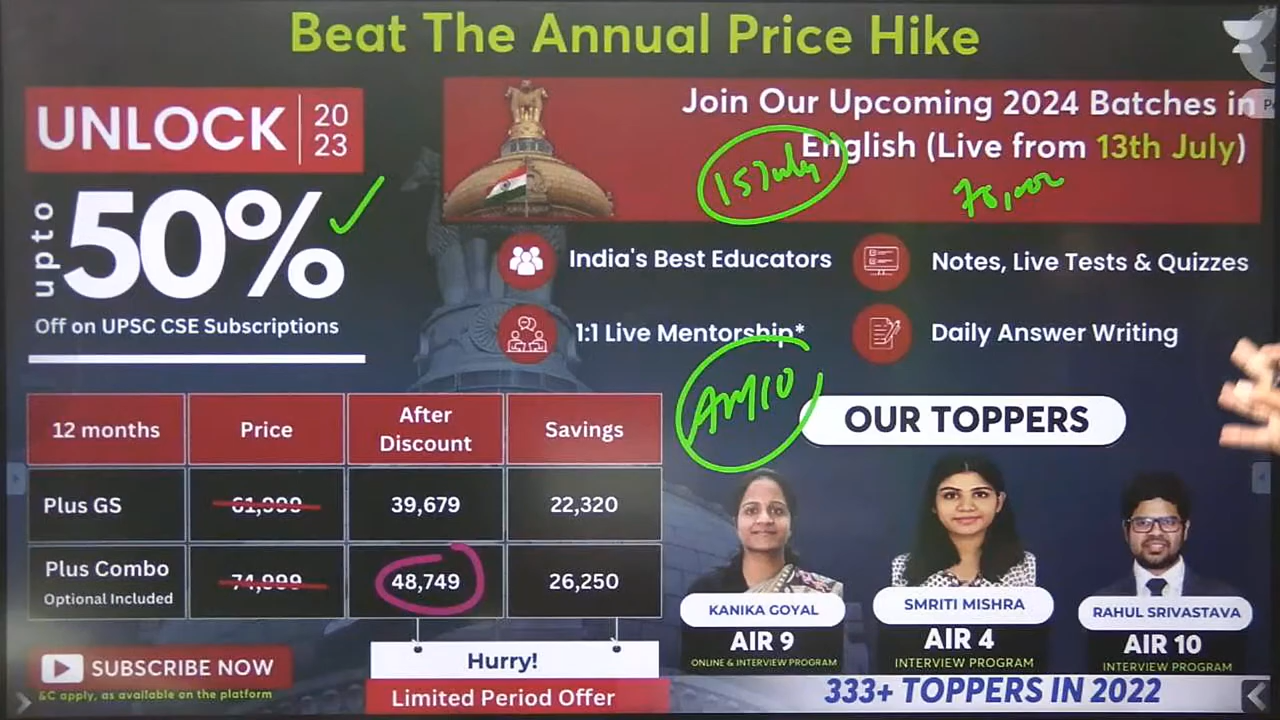 Beat The Annual Price Hike
UNLOCK 20 23
upto 50%
Off on UPSC CSE Subscriptions
Join Our Upcoming 2024 Batches in
English (Live from 13th July)
15 July
India's Best Educators
Notes, Live Tests & Quizzes
1:1 Live Mentorship*
Daily Answer Writing
12 months Price After Discount Savings
Plus GS 61,999 39,679 22,320
Plus Combo 74,999 48,749 26,250
Optional Included
Hurry!
Limited Period Offer
SUBSCRIBE NOW
&C apply, as available on the platform
OUR TOPPERS
KANIKA GOYAL
AIR 9
ONLINE & INTERVIEW PROGRAM
SMRITI MISHRA
AIR 4
INTERVIEW PROGRAM
RAHUL SRIVASTAVA
AIR 10
INTERVIEW PROGRAM
333+ TOPPERS IN 2022